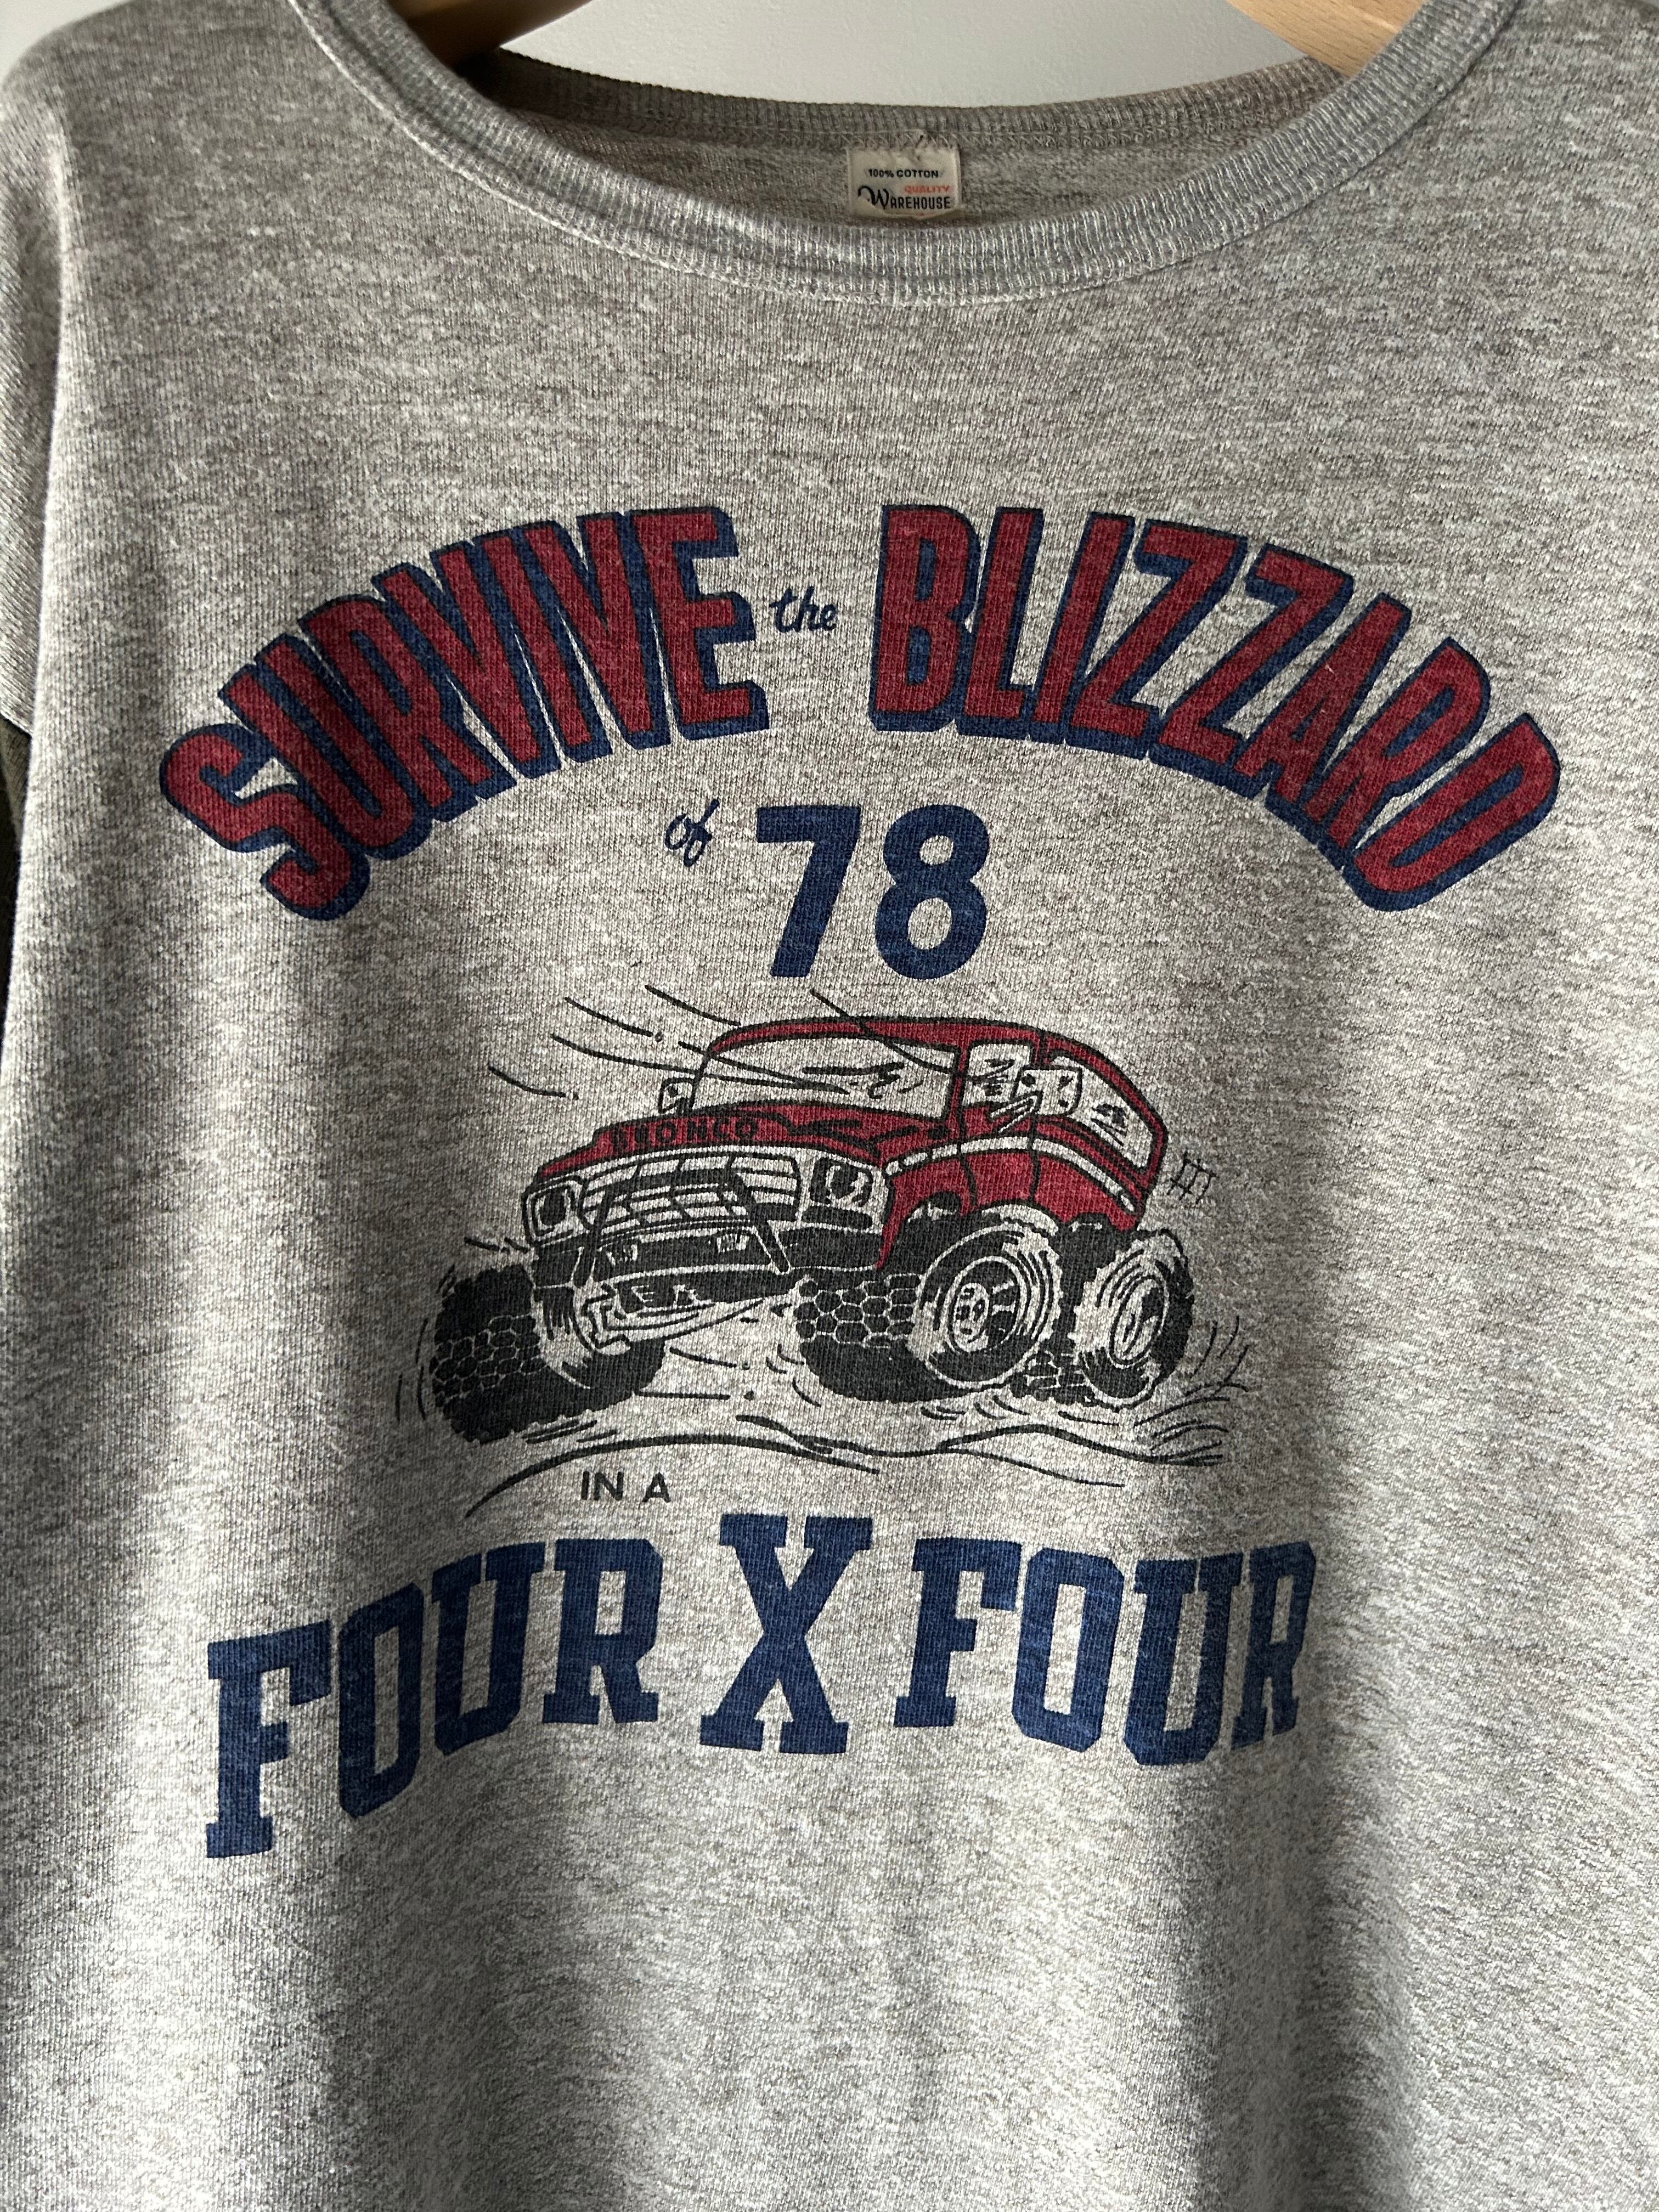 100% COTTON
QUALITY
WAREHOUSE
SURVIVE the BLIZZARD
of 78
BRONCO
IN A
FOUR X FOUR